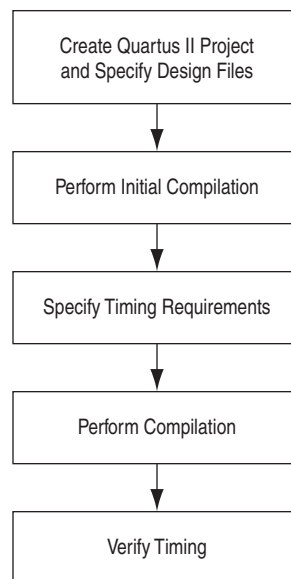 Create Quartus II Project
and Specify Design Files
Perform Initial Compilation
Specify Timing Requirements
Perform Compilation
Verify Timing